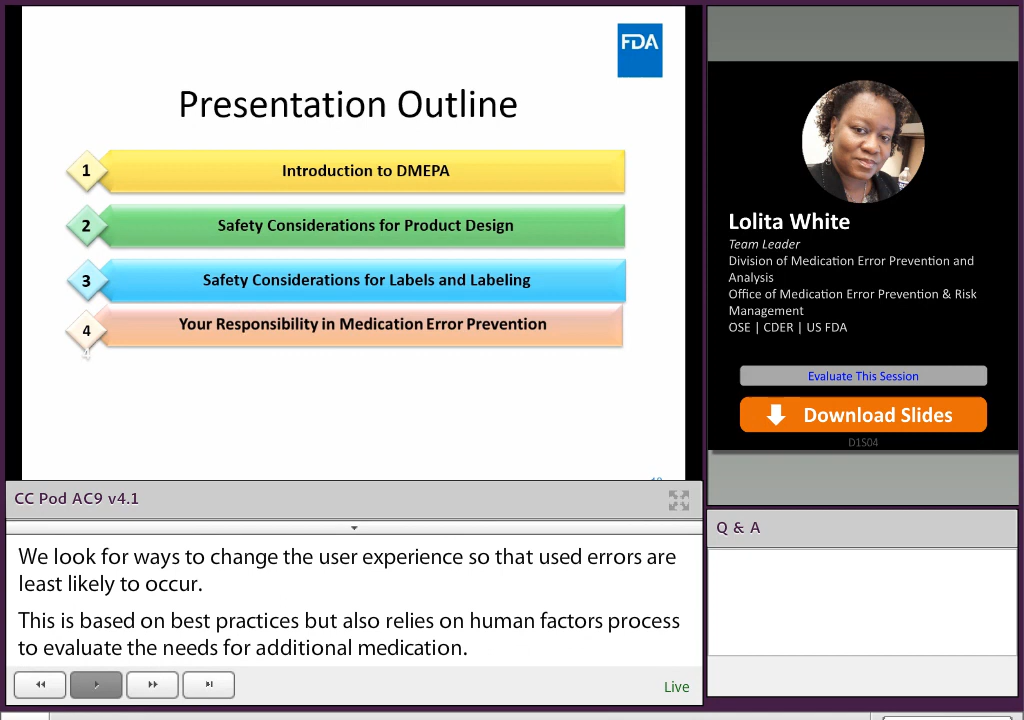 FDA
Presentation Outline
1
Introduction to DMEPA
2
Safety Considerations for Product Design
3
Safety Considerations for Labels and Labeling
4
Your Responsibility in Medication Error Prevention
4
Lolita White
Team Leader
Division of Medication Error Prevention and
Analysis
Office of Medication Error Prevention & Risk
Management
OSE | CDER | US FDA
Evaluate This Session
Download Slides
D1S04
CC Pod AC9 v4.1
We look for ways to change the user experience so that used errors are
least likely to occur.
This is based on best practices but also relies on human factors process
to evaluate the needs for additional medication.
Live
Q & A